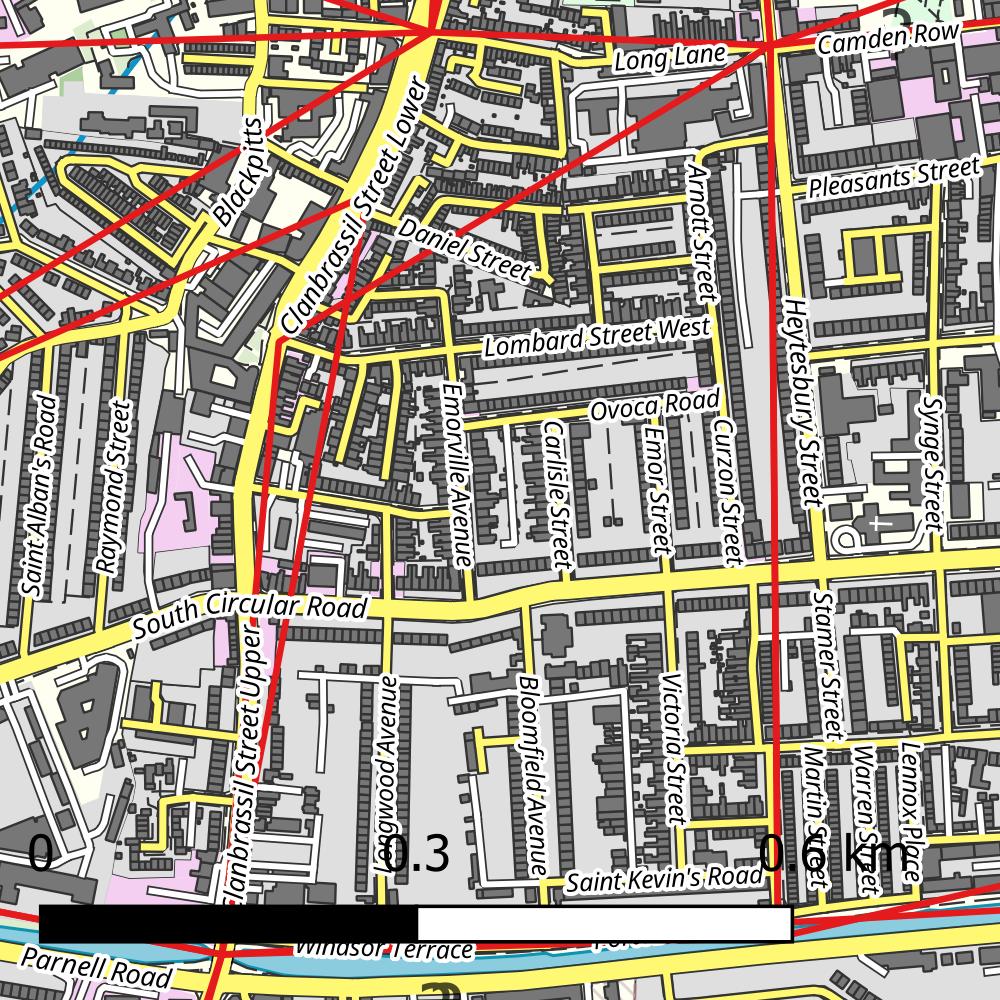 Long Lane
Camden Row
Blackpitts
Clanbrassil Street Lower
Pleasants Street
Arnott Street
Daniel Street
Lombard Street West
Heytesbury Street
Ovoca Road
Saint Alban's Road
Raymond Street
Emorville Avenue
Carlisle Street
Emor Street
Curzon Street
Synge Street
South Circular Road
Clanbrassil Street Upper
Longwood Avenue
Bloomfield Avenue
Victoria Street
Stamer Street
Martin Street
Warren Street
Lennox Place
0
0.3
0.6 km
Saint Kevin's Road
Windsor Terrace
Parnell Road